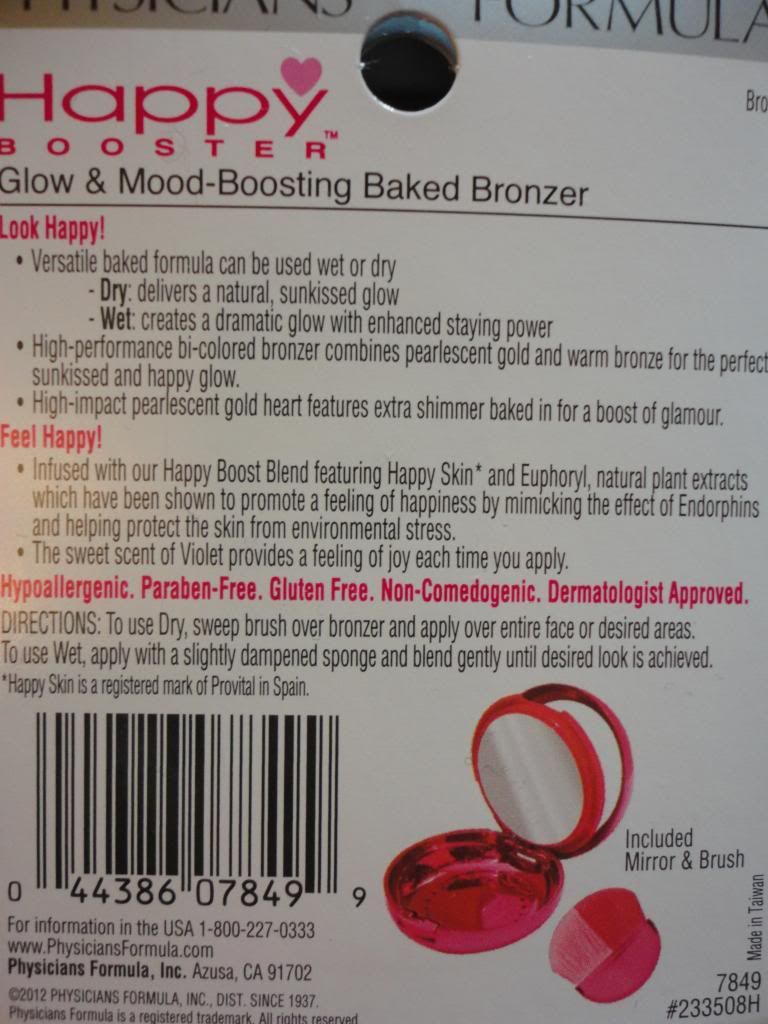 PHYSICIANS FORMULA
Happy
BOOSTER™
Bro
Glow & Mood-Boosting Baked Bronzer
Look Happy!
• Versatile baked formula can be used wet or dry
- Dry: delivers a natural, sunkissed glow
- Wet: creates a dramatic glow with enhanced staying power
• High-performance bi-colored bronzer combines pearlescent gold and warm bronze for the perfect
sunkissed and happy glow.
• High-impact pearlescent gold heart features extra shimmer baked in for a boost of glamour.
Feel Happy!
• Infused with our Happy Boost Blend featuring Happy Skin* and Euphoryl, natural plant extracts
which have been shown to promote a feeling of happiness by mimicking the effect of Endorphins
and helping protect the skin from environmental stress.
• The sweet scent of Violet provides a feeling of joy each time you apply.
Hypoallergenic. Paraben-Free. Gluten Free. Non-Comedogenic. Dermatologist Approved.
DIRECTIONS: To use Dry, sweep brush over bronzer and apply over entire face or desired areas.
To use Wet, apply with a slightly dampened sponge and blend gently until desired look is achieved.
*Happy Skin is a registered mark of Provital in Spain.
0 44386 07849 9
Included
Mirror & Brush
For information in the USA 1-800-227-0333
www.PhysiciansFormula.com
Physicians Formula, Inc. Azusa, CA 91702
©2012 PHYSICIANS FORMULA, INC., DIST. SINCE 1937.
Physicians Formula is a registered trademark. All rights reserved
Made in Taiwan
7849
#233508H